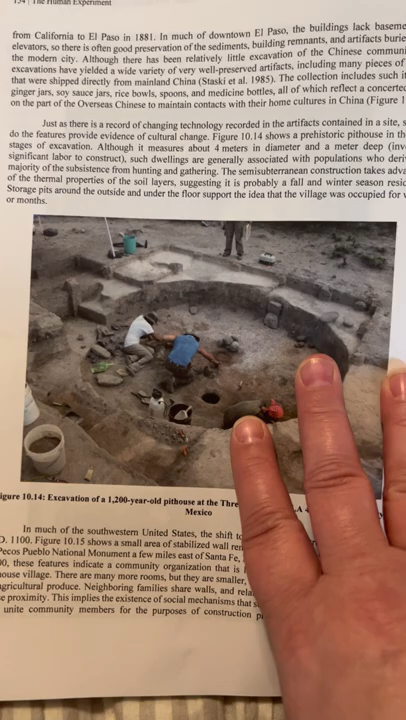 154 | The Human Experiment
from California to El Paso in 1881. In much of downtown El Paso, the buildings lack baseme
elevators, so there is often good preservation of the sediments, building remnants, and artifacts burie
the modern city. Although there has been relatively little excavation of the Chinese communi
excavations have yielded a wide variety of very well-preserved artifacts, including many pieces of
that were shipped directly from mainland China (Staski et al. 1985). The collection includes such it
ginger jars, soy sauce jars, rice bowls, spoons, and medicine bottles, all of which reflect a concerted
on the part of the Overseas Chinese to maintain contacts with their home cultures in China (Figure 1
Just as there is a record of changing technology recorded in the artifacts contained in a site, s
do the features provide evidence of cultural change. Figure 10.14 shows a prehistoric pithouse in th
stages of excavation. Although it measures about 4 meters in diameter and a meter deep (inv
significant labor to construct), such dwellings are generally associated with populations who deri
majority of the subsistence from hunting and gathering. The semisubterranean construction takes adva
of the thermal properties of the soil layers, suggesting it is probably a fall and winter season resid
Storage pits around the outside and under the floor support the idea that the village was occupied for
or months.
igure 10.14: Excavation of a 1,200-year-old pithouse at the Thre
Mexico
In much of the southwestern United States, the shift to
D. 1100. Figure 10.15 shows a small area of stabilized wall
Pecos Pueblo National Monument a few miles east of Santa Fe,
00, these features indicate a community organization that is
ouse village. There are many more rooms, but they are smaller,
agricultural produce. Neighboring families share walls, and rela
e proximity. This implies the existence of social mechanisms that
unite community members for the purposes of construction